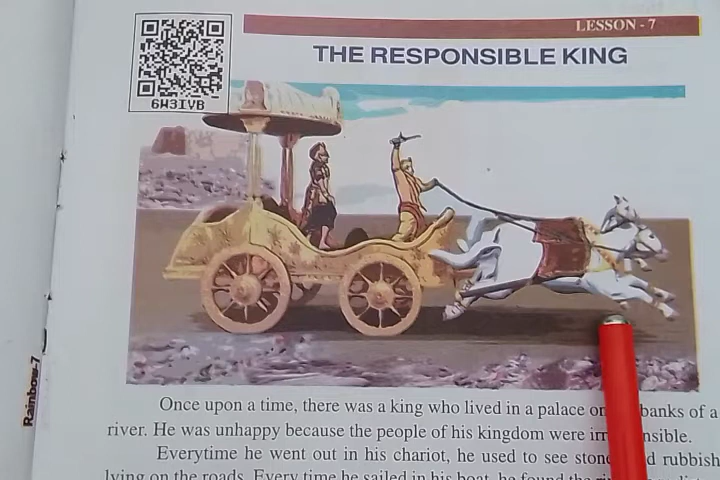 LESSON - 7
THE RESPONSIBLE KING
6W3IVB
Rainbow-7
Once upon a time, there was a king who lived in a palace on banks of a
river. He was unhappy because the people of his kingdom were
Everytime he went out in his chariot, he used to see rubbish
lying on the roads. Every time he sailed in his boat, he found the